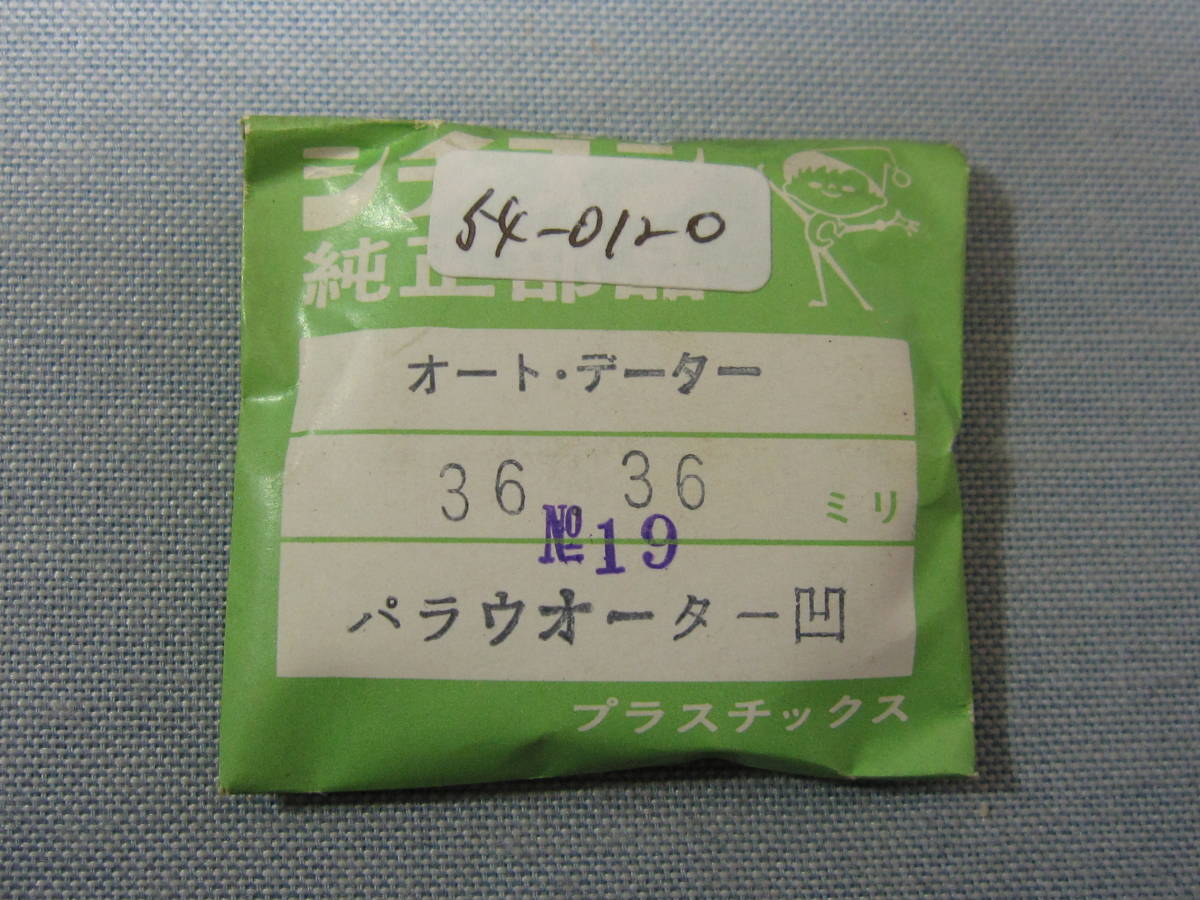 54-0120
純正部品
オート・データー
36 36 ミリ
№19
パラウオーター凹
プラスチックス